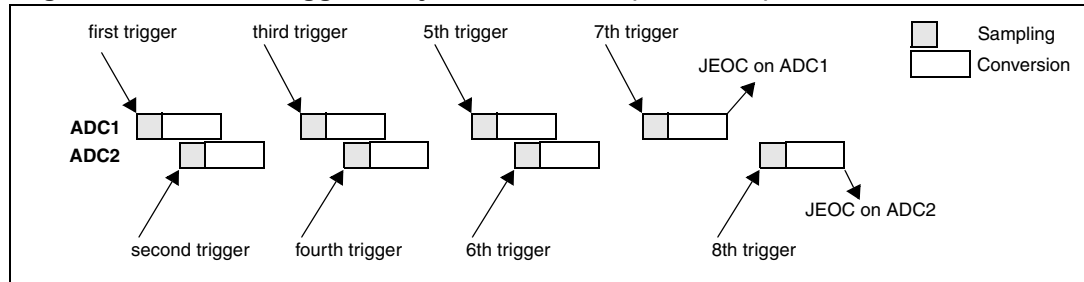 first trigger
third trigger
5th trigger
7th trigger
Sampling
Conversion
JEOC on ADC1
ADC1
ADC2
JEOC on ADC2
second trigger
fourth trigger
6th trigger
8th trigger